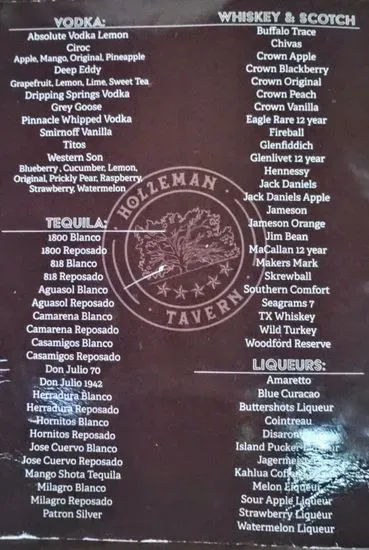 VODKA:
Absolute Vodka Lemon
Ciroc
Apple, Mango, Original, Pineapple
Deep Eddy
Grapefruit, Lemon, Lime, Sweet Tea
Dripping Springs Vodka
Grey Goose
Pinnacle Whipped Vodka
Smirnoff Vanilla
Titos
Western Son
Blueberry , Cucumber, Lemon,
Original, Prickly Pear, Raspberry,
Strawberry, Watermelon
TEQUILA:
1800 Blanco
1800 Reposado
818 Blanco
818 Reposado
Aguasol Blanco
Aguasol Reposado
Camarena Blanco
Camarena Reposado
Casamigos Blanco
Casamigos Reposado
Don Julio 70
Don Julio 1942
Herradura Blanco
Herradura Reposado
Hornitos Blanco
Hornitos Reposado
Jose Cuervo Blanco
Jose Cuervo Reposado
Mango Shota Tequila
Milagro Blanco
Milagro Reposado
Patron Silver
HOLZEMAN
TAVERN
WHISKEY & SCOTCH
Buffalo Trace
Chivas
Crown Apple
Crown Blackberry
Crown Original
Crown Peach
Crown Vanilla
Eagle Rare 12 year
Fireball
Glenfiddich
Glenlivet 12 year
Hennessy
Jack Daniels
Jack Daniels Apple
Jameson
Jameson Orange
Jim Bean
MaCallan 12 year
Makers Mark
Skrewball
Southern Comfort
Seagrams 7
TX Whiskey
Wild Turkey
Woodford Reserve
LIQUEURS:
Amaretto
Blue Curacao
Buttershots Liqueur
Cointreau
Disarono
Island Pucker Liqueur
Jagermeister
Kahlua Coffee Liqueur
Melon Liqueur
Sour Apple Liqueur
Strawberry Liqueur
Watermelon Liqueur